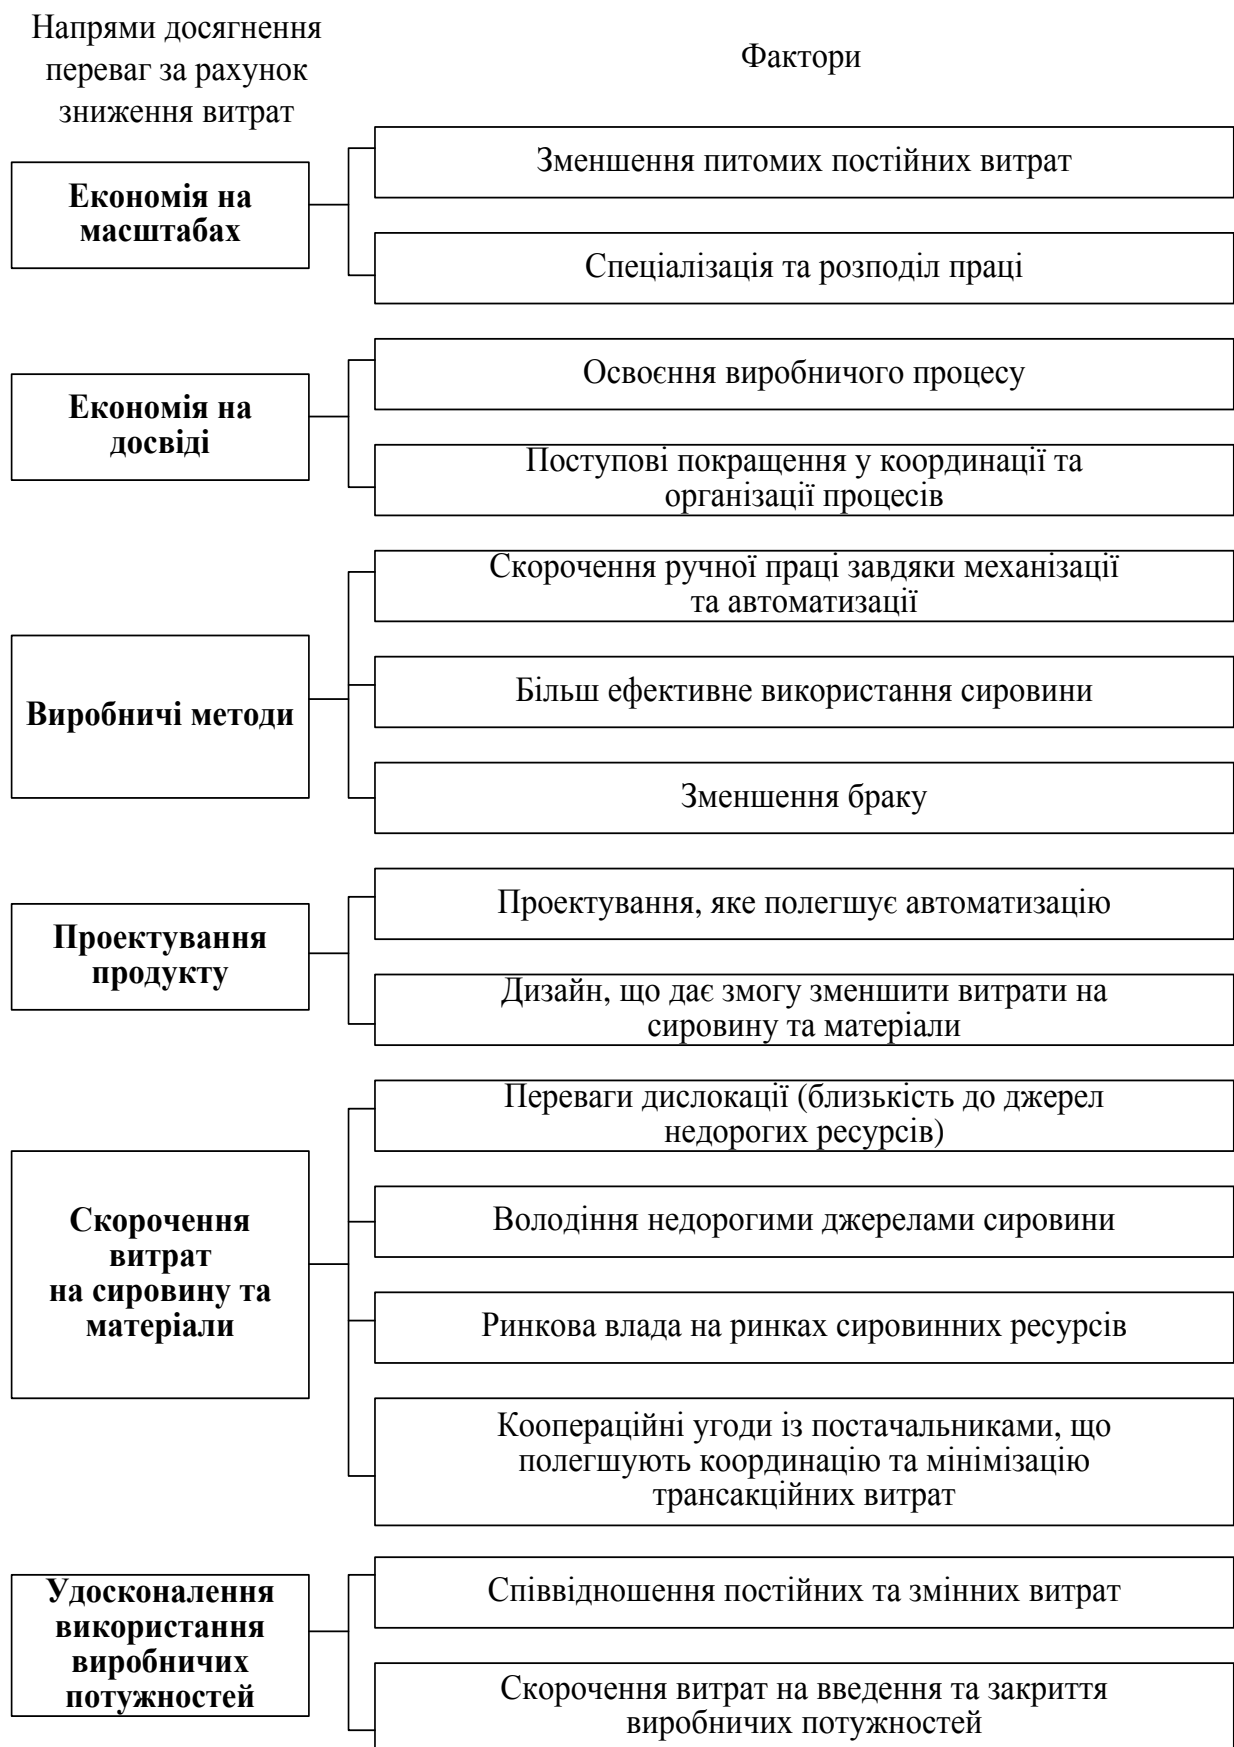 Напрями досягнення
переваг за рахунок
зниження витрат
Фактори
Економія на
масштабах
Зменшення питомих постійних витрат
Спеціалізація та розподіл праці
Економія на
досвіді
Освоєння виробничого процесу
Поступові покращення у координації та
організації процесів
Виробничі методи
Скорочення ручної праці завдяки механізації
та автоматизації
Більш ефективне використання сировини
Зменшення браку
Проектування
продукту
Проектування, яке полегшує автоматизацію
Дизайн, що дає змогу зменшити витрати на
сировину та матеріали
Скорочення
витрат
на сировину та
матеріали
Переваги дислокації (близькість до джерел
недорогих ресурсів)
Володіння недорогими джерелами сировини
Ринкова влада на ринках сировинних ресурсів
Коопераційні угоди із постачальниками, що
полегшують координацію та мінімізацію
трансакційних витрат
Удосконалення
використання
виробничих
потужностей
Співвідношення постійних та змінних витрат
Скорочення витрат на введення та закриття
виробничих потужностей